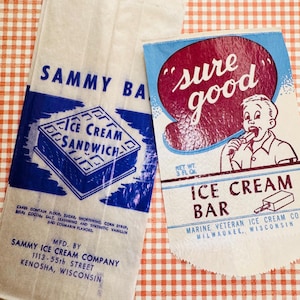 SAMMY BA
ICE CREAM
SANDWICH
MFD. BY
SAMMY ICE CREAM COMPANY
1113-55th STREET
KENOSHA, WISCONSIN
"sure
good"
NET WT.
3 FL. OZ.
ICE CREAM
BAR
MARINE VETERAN ICE CREAM CO.
MILWAUKEE, WISCONSIN